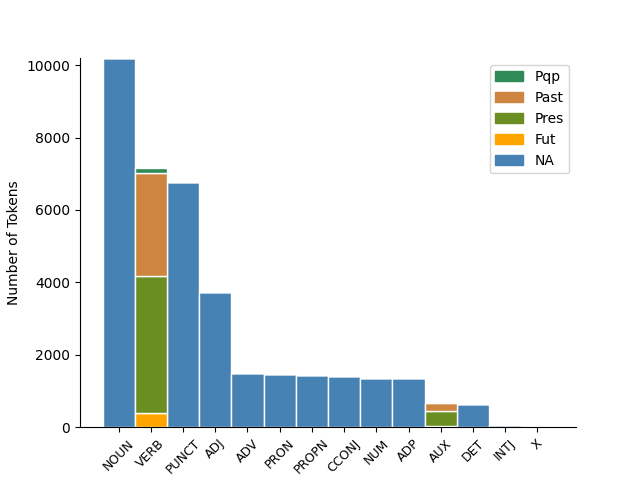 10000
8000
6000
4000
2000
0
Number of Tokens
Pqp
Past
Pres
Fut
NA
NOUN
VERB
PUNCT
ADJ
ADV
PRON
PROPN
CCONJ
NUM
ADP
AUX
DET
INTJ
X